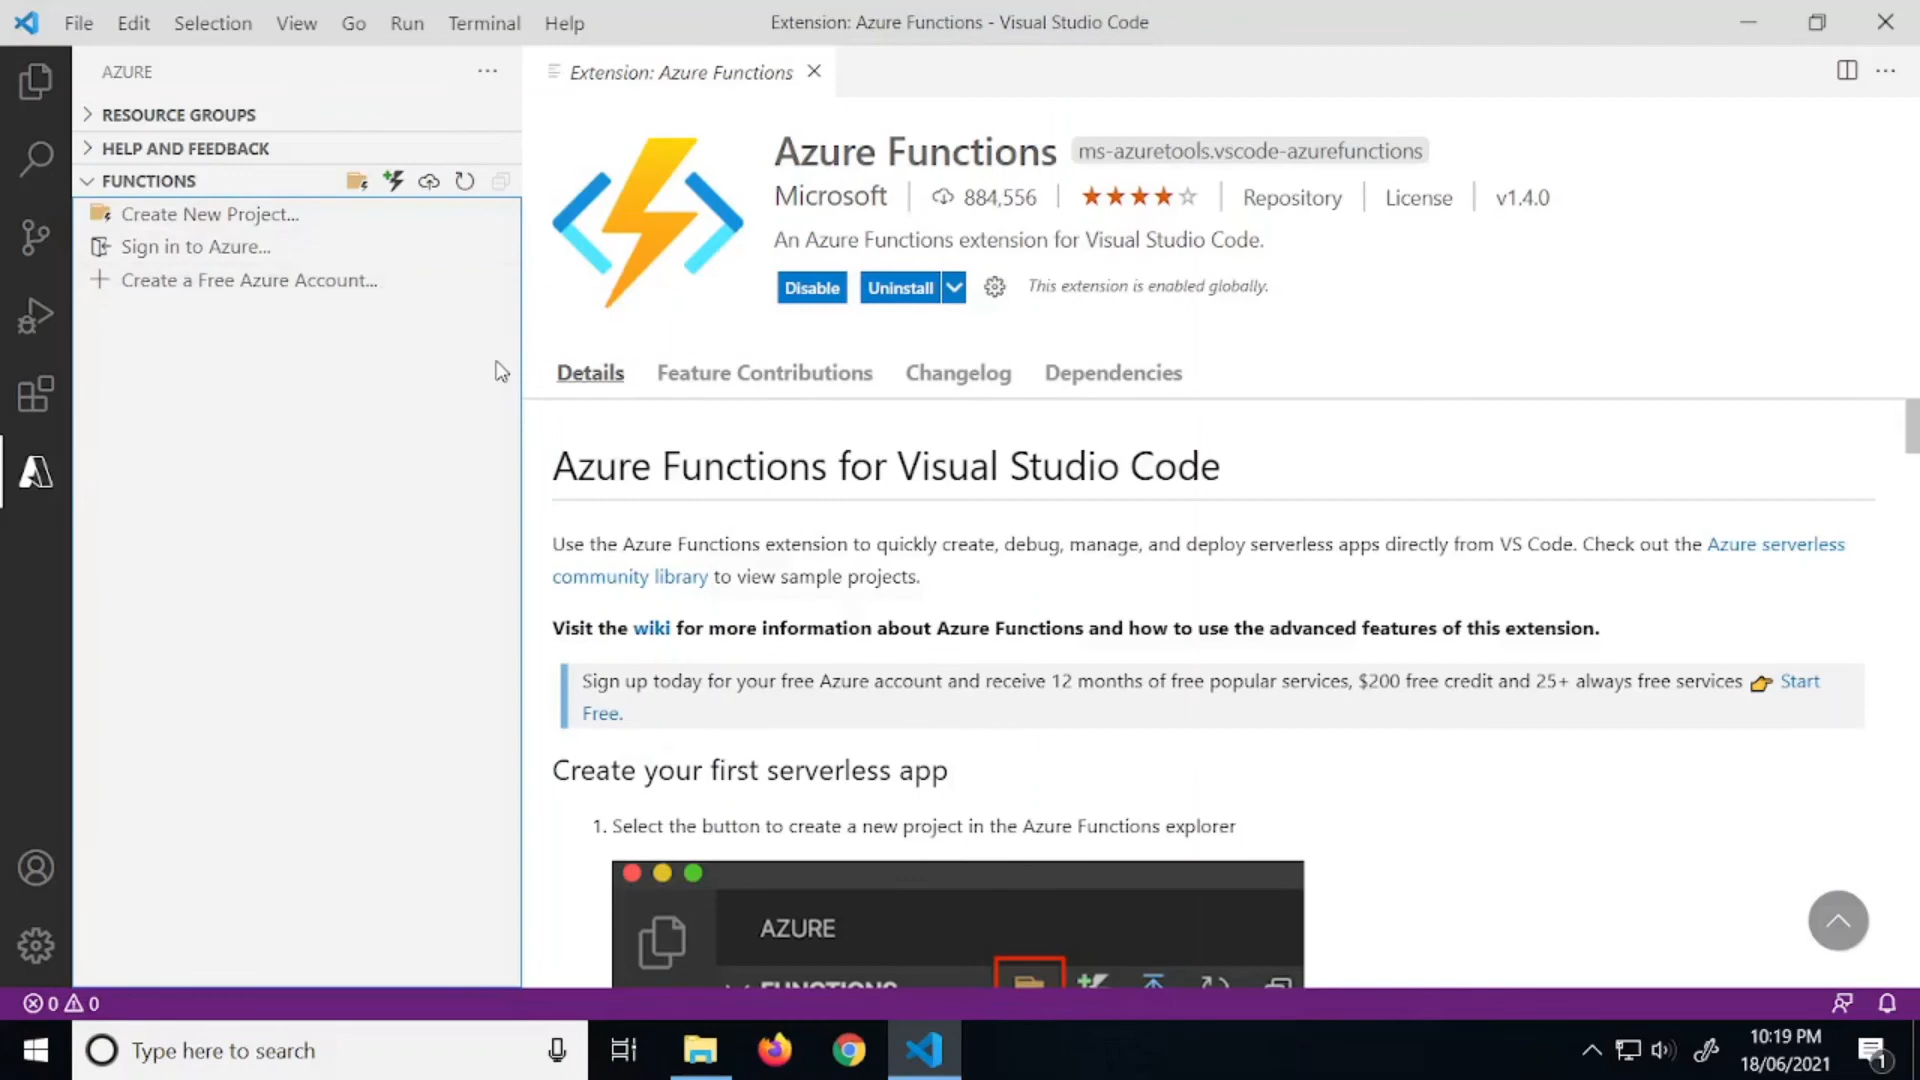 File Edit Selection View Go Run Terminal Help
Extension: Azure Functions - Visual Studio Code
AZURE
Extension: Azure Functions
RESOURCE GROUPS
HELP AND FEEDBACK
FUNCTIONS
Create New Project...
Sign in to Azure...
Create a Free Azure Account...
Azure Functions ms-azuretools.vscode-azurefunctions
Microsoft 884,556 Repository License v1.4.0
An Azure Functions extension for Visual Studio Code.
Disable Uninstall This extension is enabled globally.
Details Feature Contributions Changelog Dependencies
Azure Functions for Visual Studio Code
Use the Azure Functions extension to quickly create, debug, manage, and deploy serverless apps directly from VS Code. Check out the Azure serverless
community library to view sample projects.
Visit the wiki for more information about Azure Functions and how to use the advanced features of this extension.
Sign up today for your free Azure account and receive 12 months of free popular services, $200 free credit and 25+ always free services 👉 Start
Free.
Create your first serverless app
1. Select the button to create a new project in the Azure Functions explorer
AZURE
FUNCTIONS
0 0
Type here to search
10:19 PM
18/06/2021
1